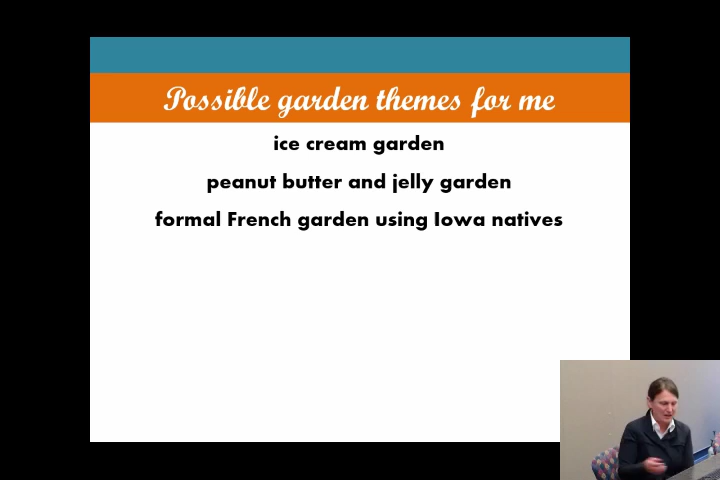 Possible garden themes for me
ice cream garden
peanut butter and jelly garden
formal French garden using Iowa natives